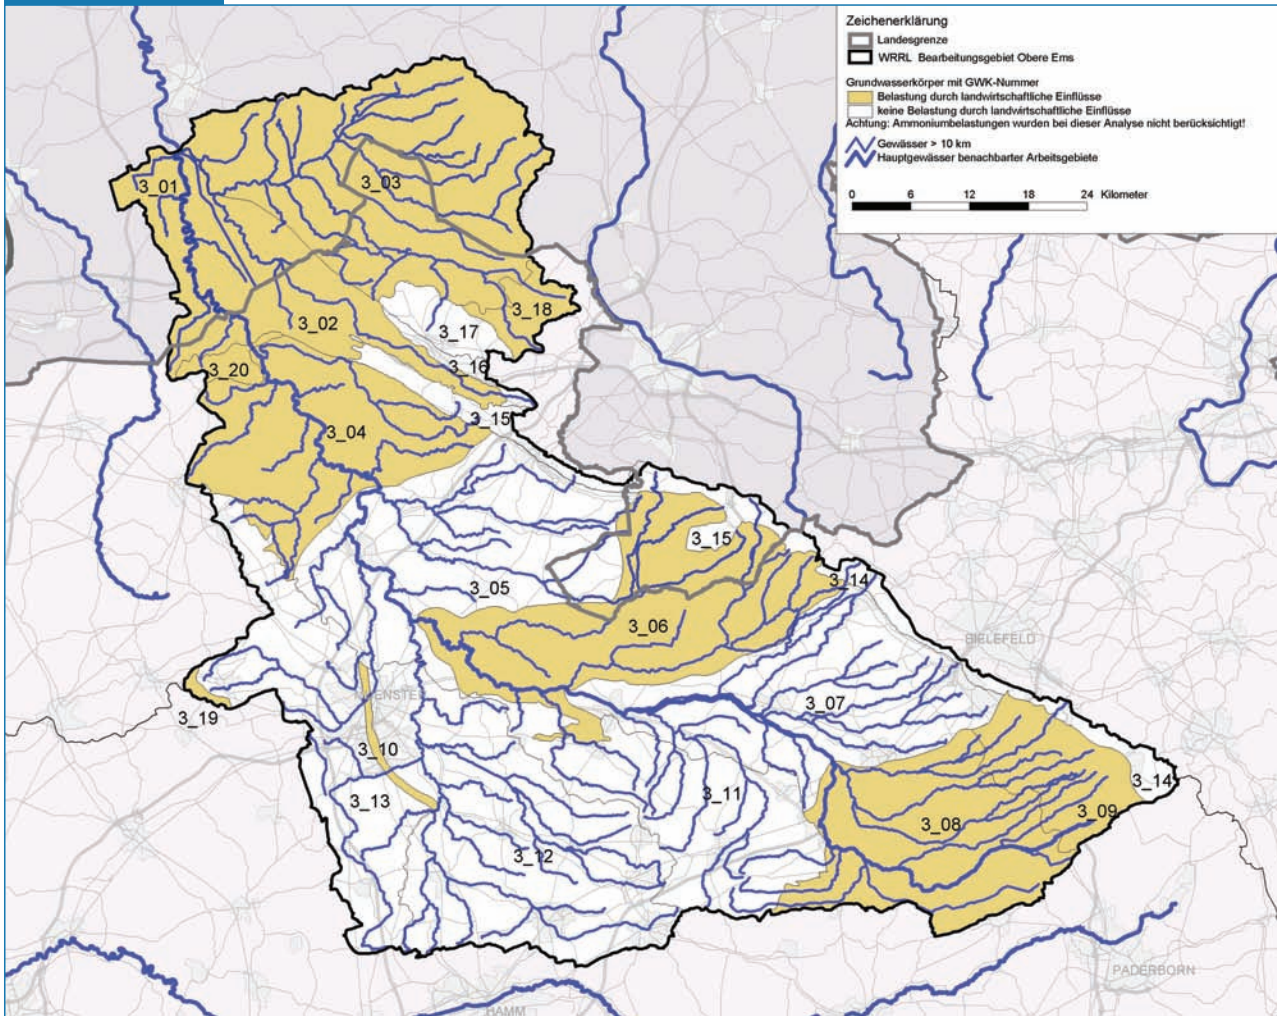 Zeichenerklärung
Landesgrenze
WRRL Bearbeitungsgebiet Obere Ems
Grundwasserkörper mit GWK-Nummer
Belastung durch landwirtschaftliche Einflüsse
keine Belastung durch landwirtschaftliche Einflüsse
Achtung: Ammoniumbelastungen wurden bei dieser Analyse nicht berücksichtigt!
Gewässer > 10 km
Hauptgewässer benachbarter Arbeitsgebiete
0 6 12 18 24 Kilometer
3_01
3_03
3_18
3_02
3_17
3_16
3_20
3_15
3_04
3_15
3_14
3_05
3_06
BIELEFELD
MUENSTER
3_07
3_19
3_10
3_14
3_13
3_11
3_09
3_08
3_12
PADERBORN
HAMM